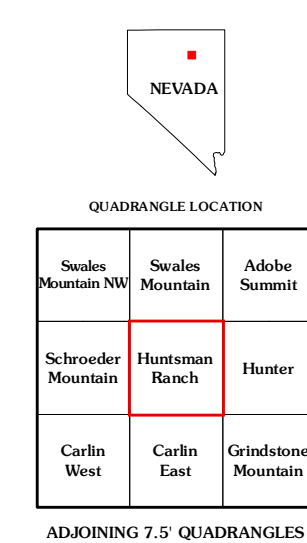 NEVADA
QUADRANGLE LOCATION
Swales
Mountain NW
Swales
Mountain
Adobe
Summit
Schroeder
Mountain
Huntsman
Ranch
Hunter
Carlin
West
Carlin
East
Grindstone
Mountain
ADJOINING 7.5' QUADRANGLES